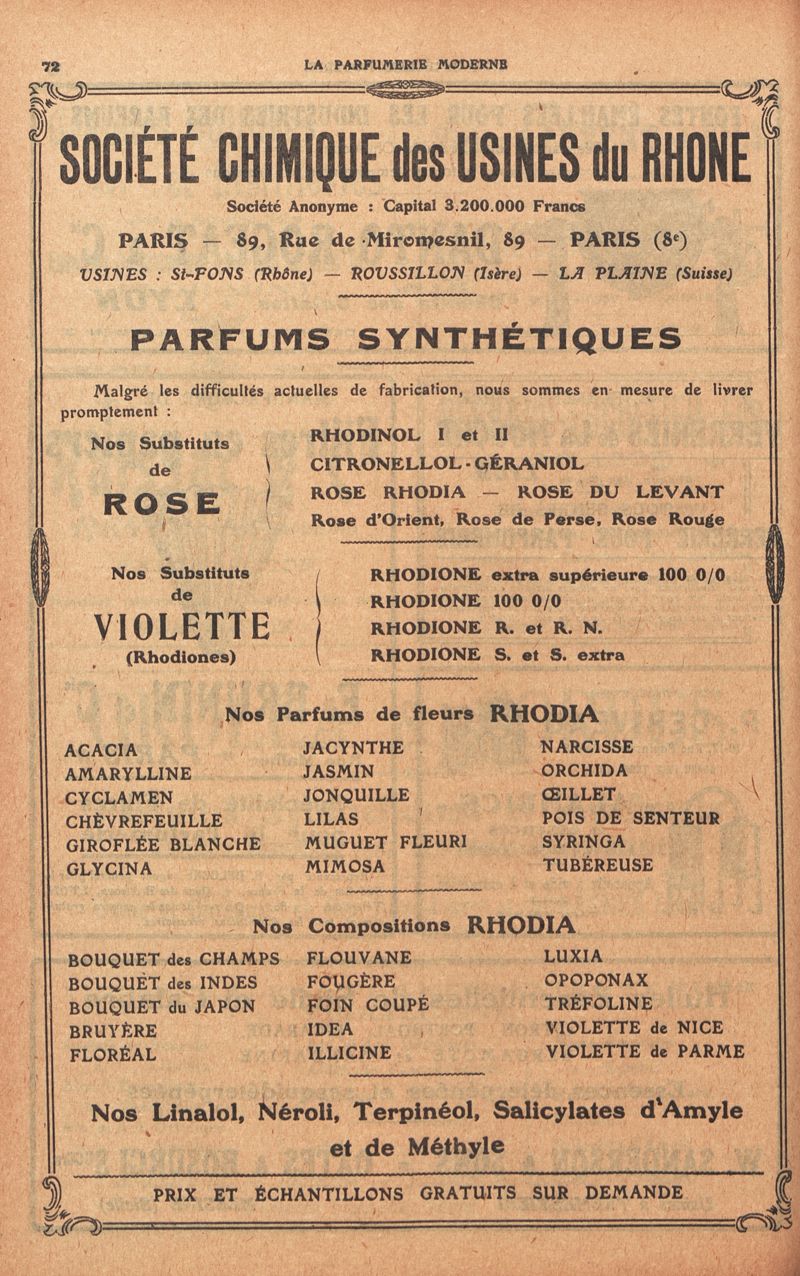 72
LA PARFUMERIE MODERNE
SOCIÉTÉ CHIMIQUE des USINES du RHONE
Société Anonyme : Capital 3.200.000 Francs
PARIS — 89, Rue de Miromesnil, 89 — PARIS (8e)
USINES : St-FONS (Rhône) — ROUSSILLON (Isère) — LA PLAINE (Suisse)
PARFUMS SYNTHÉTIQUES
Malgré les difficultés actuelles de fabrication, nous sommes en mesure de livrer
promptement :
Nos Substituts
de
ROSE
RHODINOL I et II
CITRONELLOL-GÉRANIOL
ROSE RHODIA — ROSE DU LEVANT
Rose d'Orient, Rose de Perse, Rose Rouge
Nos Substituts
de
VIOLETTE
(Rhodiones)
RHODIONE extra supérieure 100 0/0
RHODIONE 100 0/0
RHODIONE R. et R. N.
RHODIONE S. et S. extra
Nos Parfums de fleurs RHODIA
ACACIA
AMARYLLINE
CYCLAMEN
CHÈVREFEUILLE
GIROFLÉE BLANCHE
GLYCINA
JACYNTHE
JASMIN
JONQUILLE
LILAS
MUGUET FLEURI
MIMOSA
NARCISSE
ORCHIDA
ŒILLET
POIS DE SENTEUR
SYRINGA
TUBÉREUSE
Nos Compositions RHODIA
BOUQUET des CHAMPS
BOUQUET des INDES
BOUQUET du JAPON
BRUYÈRE
FLORÉAL
FLOUVANE
FOUGÈRE
FOIN COUPÉ
IDEA
ILLICINE
LUXIA
OPOPONAX
TRÉFOLINE
VIOLETTE de NICE
VIOLETTE de PARME
Nos Linalol, Néroli, Terpinéol, Salicylates d'Amyle
et de Méthyle
PRIX ET ÉCHANTILLONS GRATUITS SUR DEMANDE